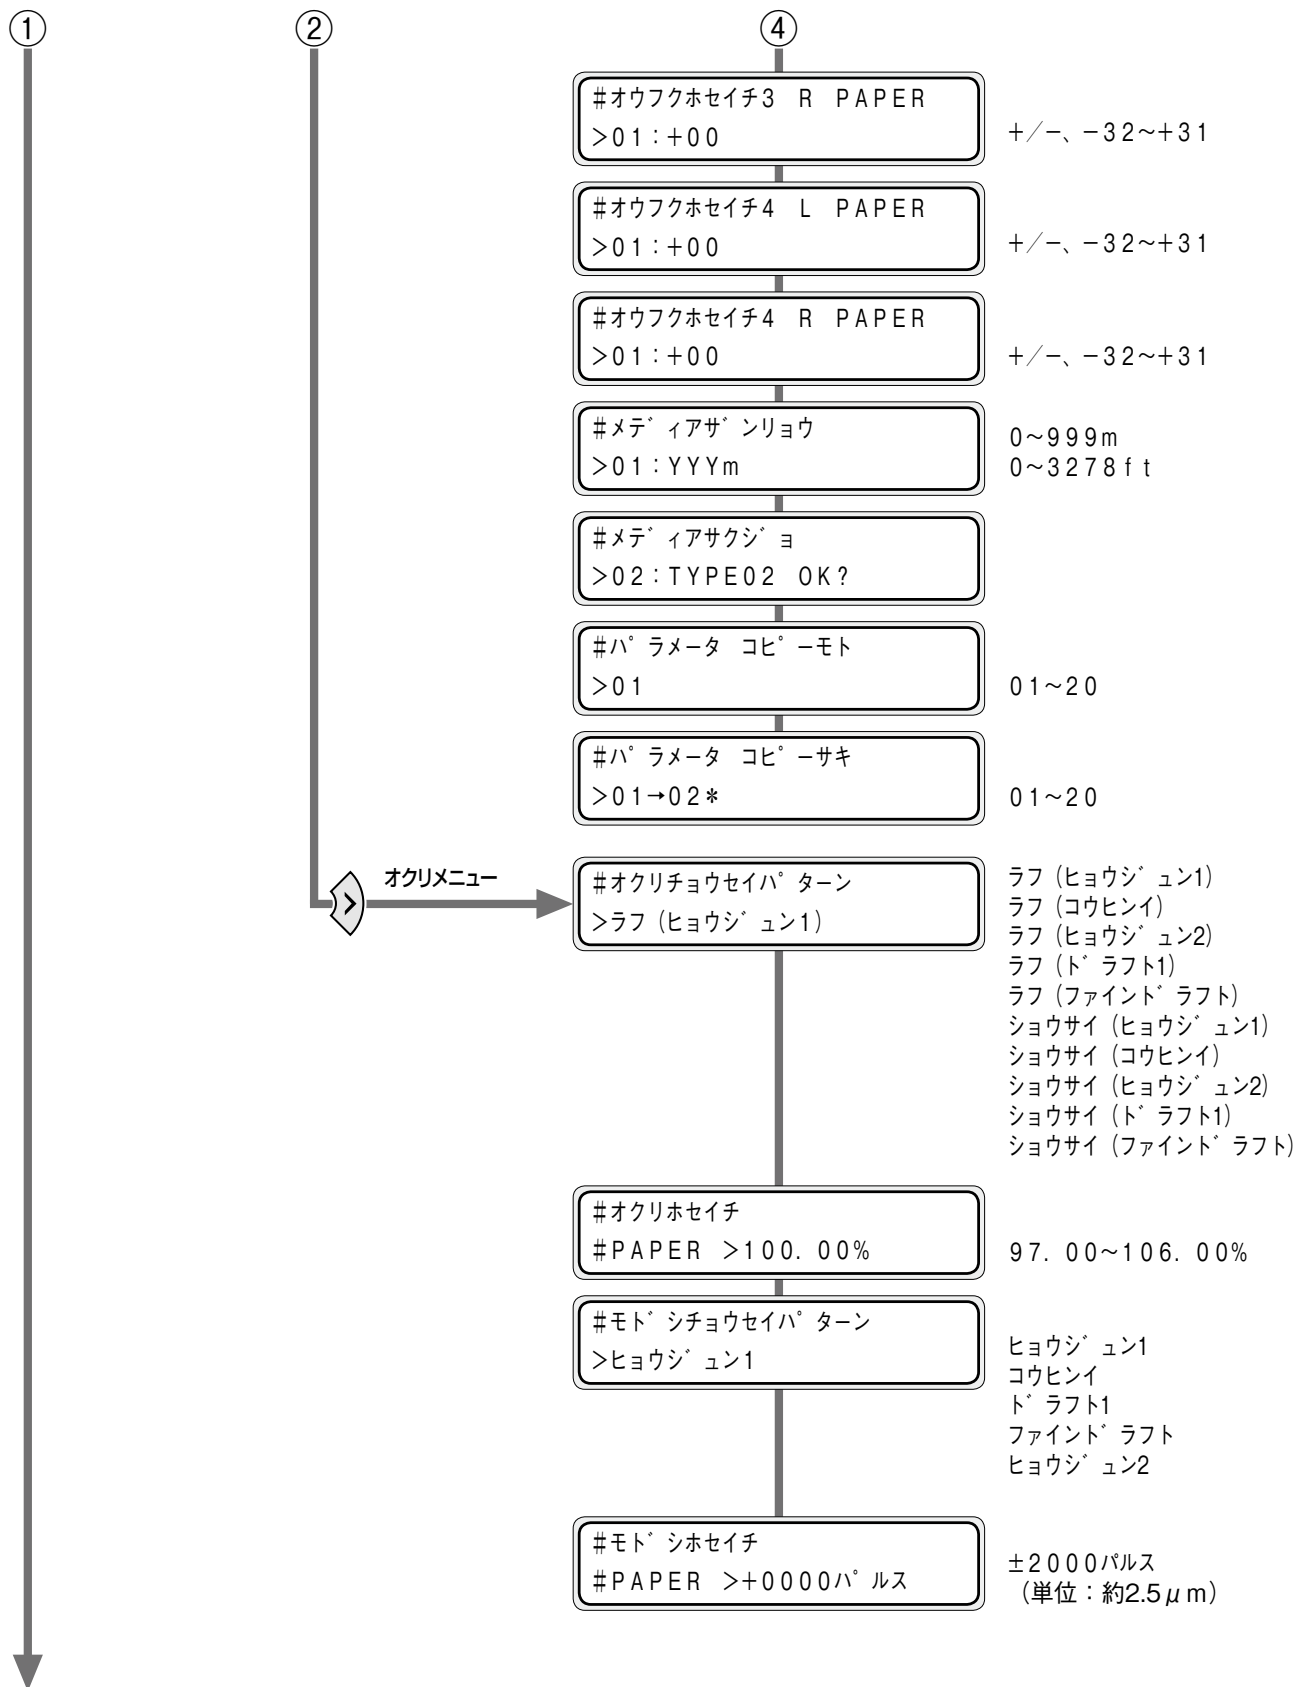 ① ② ④
#オウフクホセイチ3 R PAPER
>01:+00
+/−、−32~+31
#オウフクホセイチ4 L PAPER
>01:+00
+/−、−32~+31
#オウフクホセイチ4 R PAPER
>01:+00
+/−、−32~+31
#メデ゙ィアザンリョウ
>01:YYYm
0~999m
0~3278ft
#メディアサクジョ
>02:TYPE02 OK?
#パラメータ コピーモト
>01
01~20
#パラメータ コピーサキ
>01→02*
01~20
オクリメニュー
#オクリチョウセイパターン
>ラフ(ヒョウジュン1)
ラフ(ヒョウジュン1)
ラフ(コウヒンイ)
ラフ(ヒョウジュン2)
ラフ(ドラフト1)
ラフ(ファインドラフト)
ショウサイ(ヒョウジュン1)
ショウサイ(コウヒンイ)
ショウサイ(ヒョウジュン2)
ショウサイ(ドラフト1)
ショウサイ(ファインドラフト)
#オクリホセイチ
#PAPER >100.00%
97.00~106.00%
#モドシチョウセイパターン
>ヒョウジュン1
ヒョウジュン1
コウヒンイ
ドラフト1
ファインドラフト
ヒョウジュン2
#モドシホセイチ
#PAPER >+0000パルス
±2000パルス
(単位:約2.5μm)